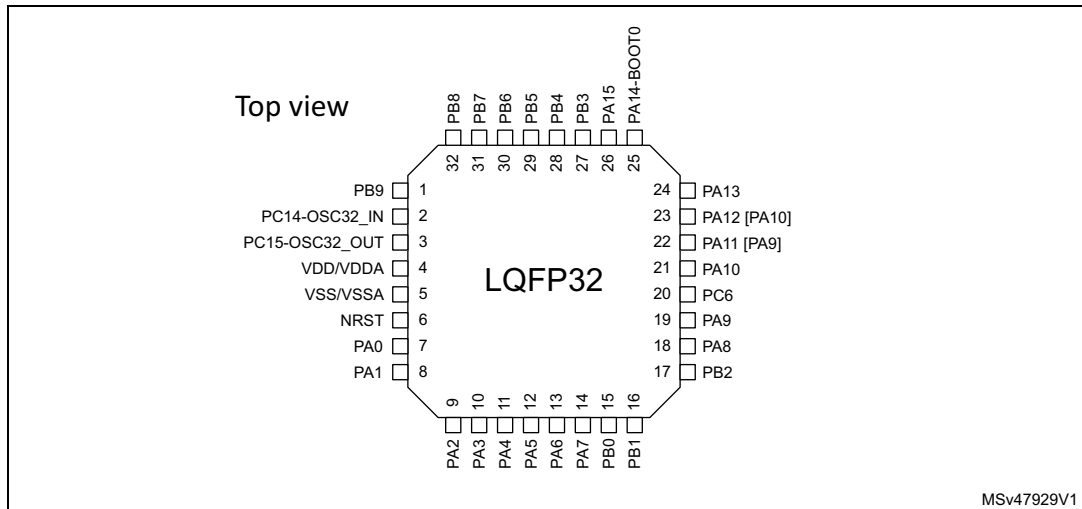 Top view
PB8
PB7
PB6
PB5
PB4
PB3
PA15
PA14-BOOT0
32
31
30
29
28
27
26
25
PB9 1
PC14-OSC32_IN 2
PC15-OSC32_OUT 3
VDD/VDDA 4
VSS/VSSA 5
NRST 6
PA0 7
PA1 8
LQFP32
24 PA13
23 PA12 [PA10]
22 PA11 [PA9]
21 PA10
20 PC6
19 PA9
18 PA8
17 PB2
9
10
11
12
13
14
15
16
PA2
PA3
PA4
PA5
PA6
PA7
PB0
PB1
MSv47929V1